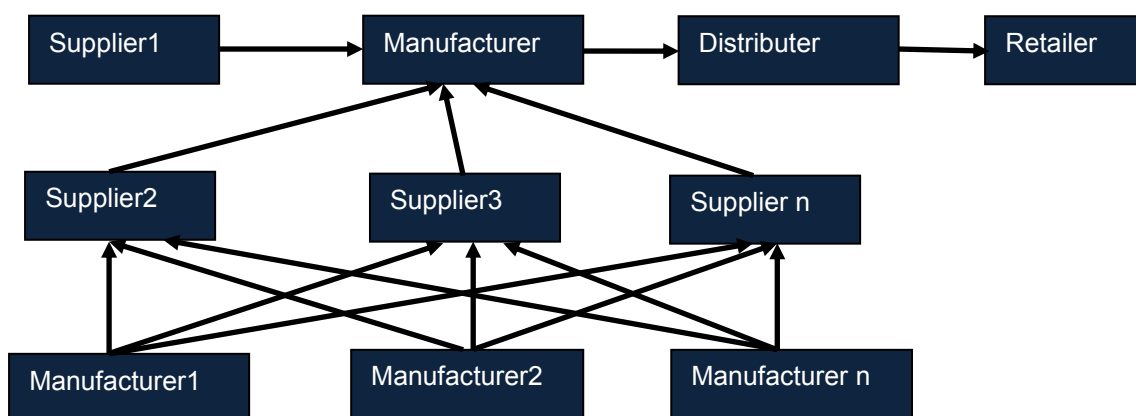 Supplier1
Manufacturer
Distributer
Retailer
Supplier2
Supplier3
Supplier n
Manufacturer1
Manufacturer2
Manufacturer n